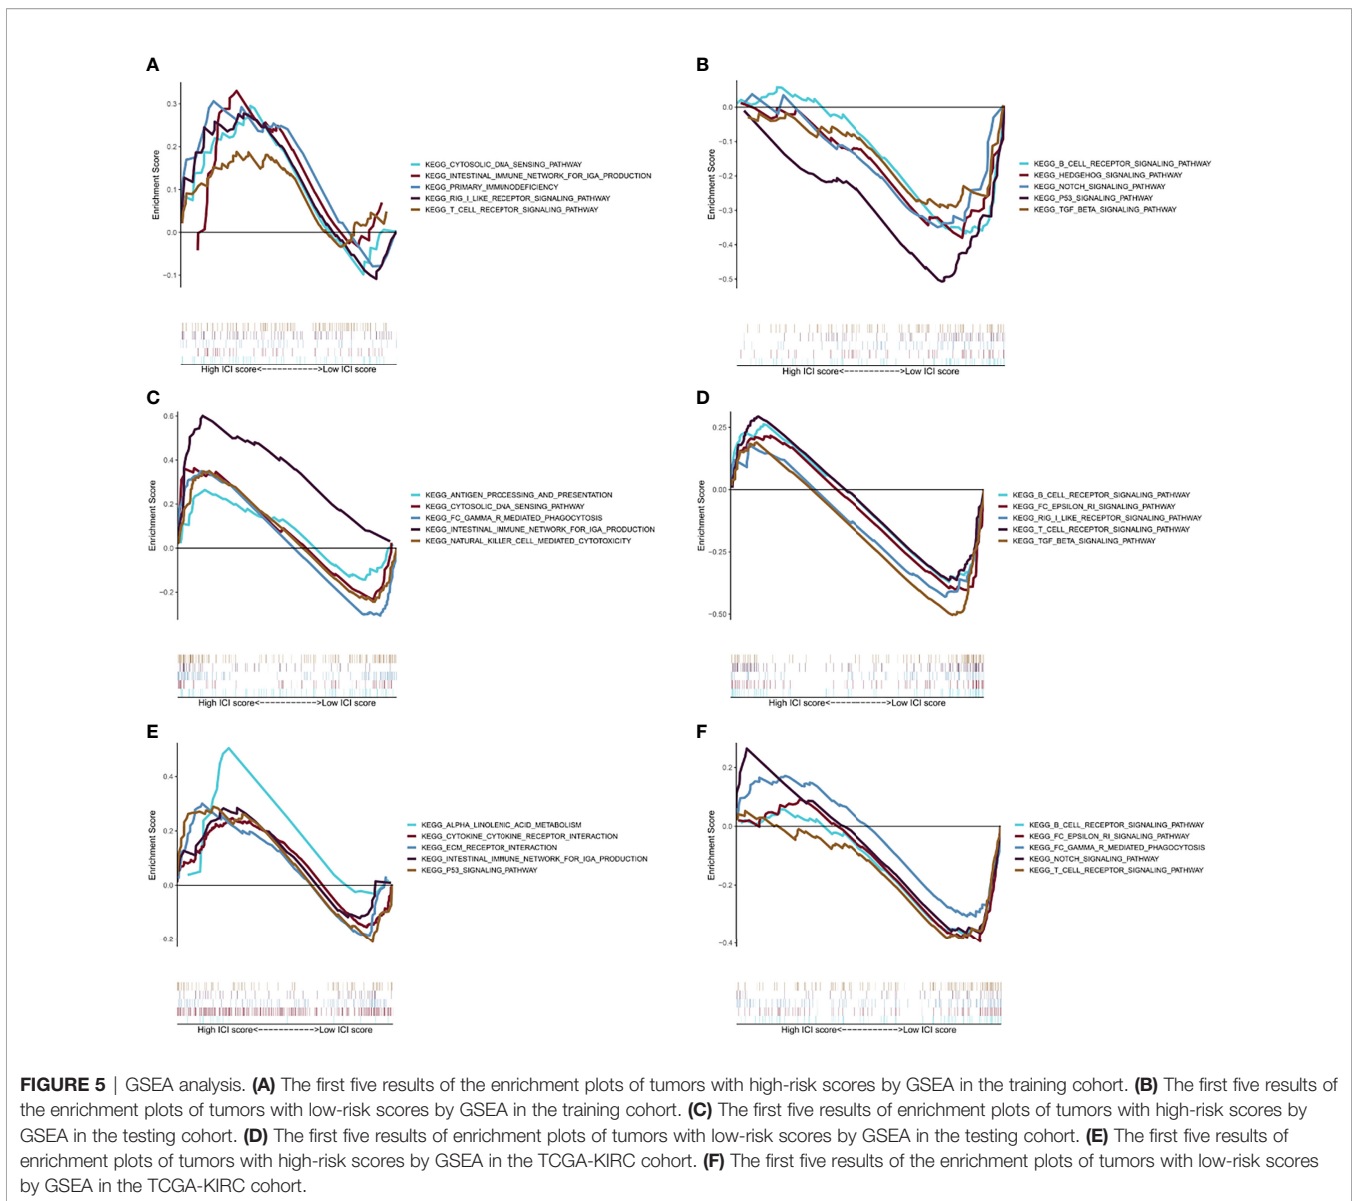 A
Enrichment Score
0.3
0.2
0.1
0.0
−0.1
KEGG_CYTOSOLIC_DNA_SENSING_PATHWAY
KEGG_INTESTINAL_IMMUNE_NETWORK_FOR_IGA_PRODUCTION
KEGG_PRIMARY_IMMUNODEFICIENCY
KEGG_RIG_I_LIKE_RECEPTOR_SIGNALING_PATHWAY
KEGG_T_CELL_RECEPTOR_SIGNALING_PATHWAY
High ICI score<------------>Low ICI score
B
Enrichment Score
0.0
−0.1
−0.2
−0.3
−0.4
−0.5
KEGG_B_CELL_RECEPTOR_SIGNALING_PATHWAY
KEGG_HEDGEHOG_SIGNALING_PATHWAY
KEGG_NOTCH_SIGNALING_PATHWAY
KEGG_P53_SIGNALING_PATHWAY
KEGG_TGF_BETA_SIGNALING_PATHWAY
High ICI score<------------>Low ICI score
C
Enrichment Score
0.6
0.4
0.2
0.0
−0.2
KEGG_ANTIGEN_PROCESSING_AND_PRESENTATION
KEGG_CYTOSOLIC_DNA_SENSING_PATHWAY
KEGG_FC_GAMMA_R_MEDIATED_PHAGOCYTOSIS
KEGG_INTESTINAL_IMMUNE_NETWORK_FOR_IGA_PRODUCTION
KEGG_NATURAL_KILLER_CELL_MEDIATED_CYTOTOXICITY
High ICI score<------------>Low ICI score
D
Enrichment Score
0.25
0.00
−0.25
−0.50
KEGG_B_CELL_RECEPTOR_SIGNALING_PATHWAY
KEGG_FC_EPSILON_RI_SIGNALING_PATHWAY
KEGG_RIG_I_LIKE_RECEPTOR_SIGNALING_PATHWAY
KEGG_T_CELL_RECEPTOR_SIGNALING_PATHWAY
KEGG_TGF_BETA_SIGNALING_PATHWAY
High ICI score<------------>Low ICI score
E
Enrichment Score
0.4
0.2
0.0
0.2
KEGG_ALPHA_LINOLENIC_ACID_METABOLISM
KEGG_CYTOKINE_CYTOKINE_RECEPTOR_INTERACTION
KEGG_ECM_RECEPTOR_INTERACTION
KEGG_INTESTINAL_IMMUNE_NETWORK_FOR_IGA_PRODUCTION
KEGG_P53_SIGNALING_PATHWAY
High ICI score<------------>Low ICI score
F
Enrichment Score
0.2
0.0
−0.2
−0.4
KEGG_B_CELL_RECEPTOR_SIGNALING_PATHWAY
KEGG_FC_EPSILON_RI_SIGNALING_PATHWAY
KEGG_FC_GAMMA_R_MEDIATED_PHAGOCYTOSIS
KEGG_NOTCH_SIGNALING_PATHWAY
KEGG_T_CELL_RECEPTOR_SIGNALING_PATHWAY
High ICI score<------------>Low ICI score
FIGURE 5 | GSEA analysis. (A) The first five results of the enrichment plots of tumors with high-risk scores by GSEA in the training cohort. (B) The first five results of
the enrichment plots of tumors with low-risk scores by GSEA in the training cohort. (C) The first five results of enrichment plots of tumors with high-risk scores by
GSEA in the testing cohort. (D) The first five results of enrichment plots of tumors with low-risk scores by GSEA in the testing cohort. (E) The first five results of
enrichment plots of tumors with high-risk scores by GSEA in the TCGA-KIRC cohort. (F) The first five results of the enrichment plots of tumors with low-risk scores
by GSEA in the TCGA-KIRC cohort.